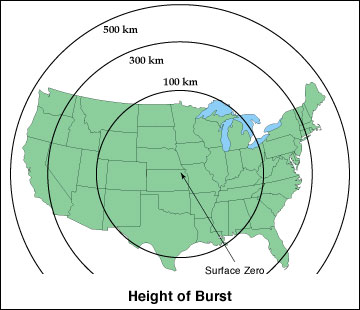 500 km
300 km
100 km
Surface Zero
Height of Burst